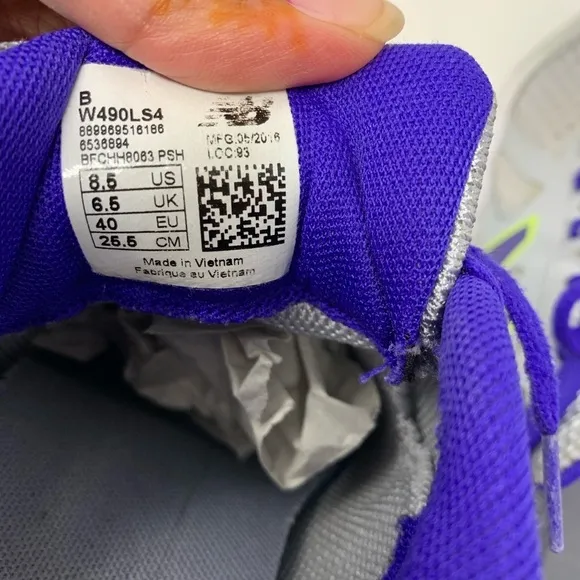 B
W490LS4
889969516186
6536894
BFCHH8063 PSH
MFG:05/2016
LCC:93
8.5 US
6.5 UK
40 EU
25.5 CM
Made in Vietnam
Fabriqué au Vietnam